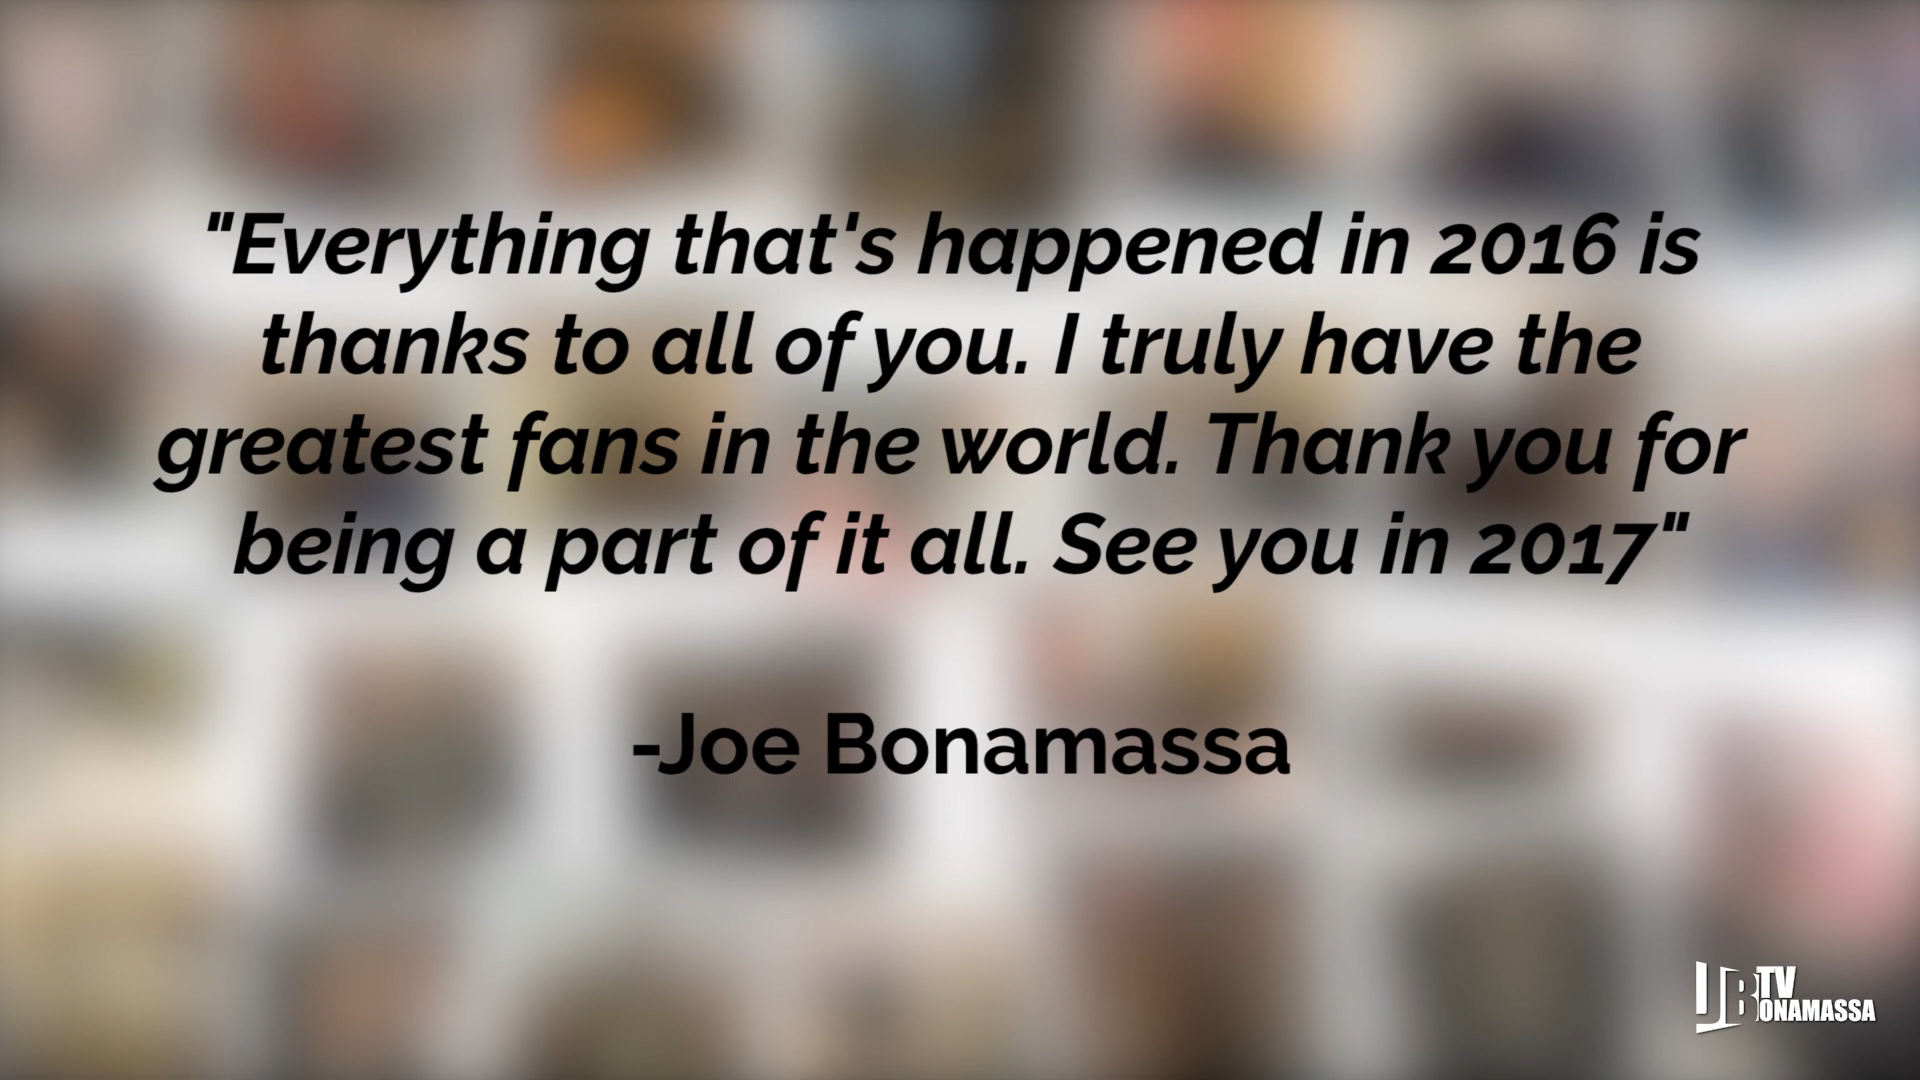 "Everything that's happened in 2016 is
thanks to all of you. I truly have the
greatest fans in the world. Thank you for
being a part of it all. See you in 2017"
-Joe Bonamassa
JB TV
BONAMASSA